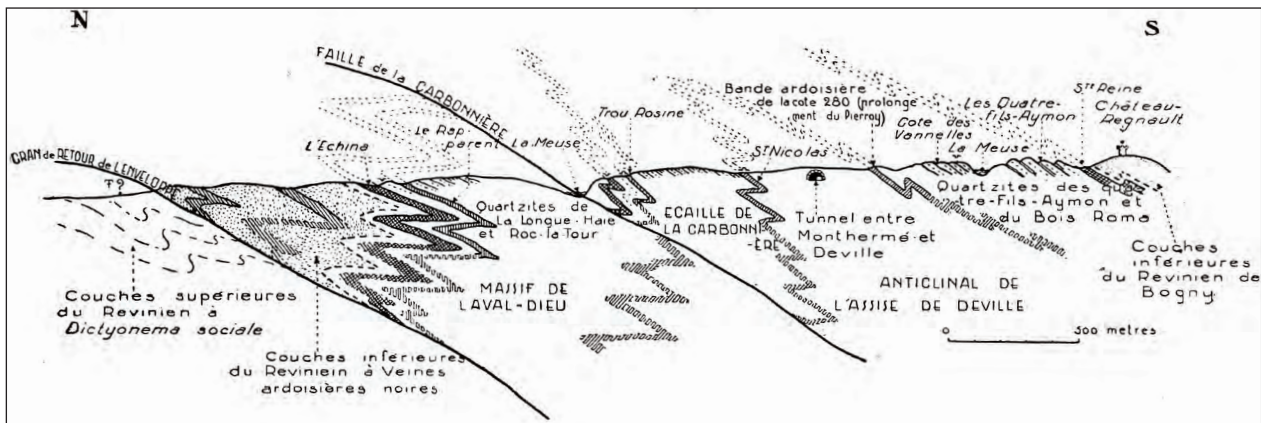 N
S
FAILLE de la CARBONNIÈRE
CRAN de RETOUR de L'ENVELOPPE
T?
L'Echina
Le Rap-
parent
La Meuse
Trou Rosine
St Nicolas
Bande ardoisière
de la cote 280 (prolonge
ment du Pierroy)
Cote des
Vannelles
La Meuse
Les Quatre-
fils-Aymon
Ste Reine
Château-
Regnault
Quartzites de
La Longue-Haie
et Roc-la-Tour
ECAILLE DE
LA CARBONNI-
-ÈRE
Tunnel entre
Monthermé et
Deville
Quartzites des qua-
tre-Fils-Aymon et
du Bois Roma
Couches
inférieures
du Revinien de
Bogny
MASSIF DE
LAVAL-DIEU
ANTICLINAL DE
L'ASSISE DE DEVILLE
Couches supérieures
du Revinien à
Dictyonema sociale
Couches inférieures
du Revinien à Veines
ardoisières noires
0
500 metres